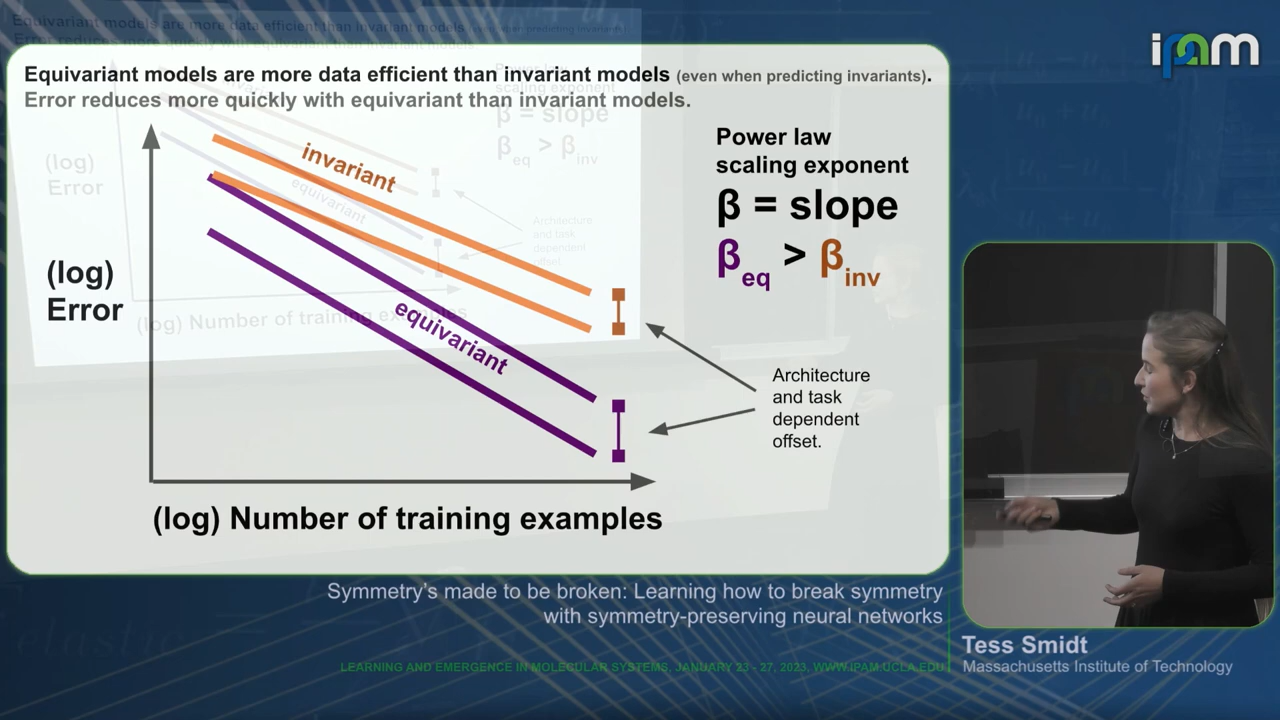 ipam
Equivariant models are more data efficient than invariant models (even when predicting invariants).
Error reduces more quickly with equivariant than invariant models.
Power law
scaling exponent
β = slope
βeq > βinv
invariant
equivariant
(log)
Error
Architecture
and task
dependent
offset.
(log) Number of training examples
Symmetry's made to be broken: Learning how to break symmetry
with symmetry-preserving neural networks
Tess Smidt
Massachusetts Institute of Technology
LEARNING AND EMERGENCE IN MOLECULAR SYSTEMS, JANUARY 23 - 27, 2023, WWW.IPAM.UCLA.EDU